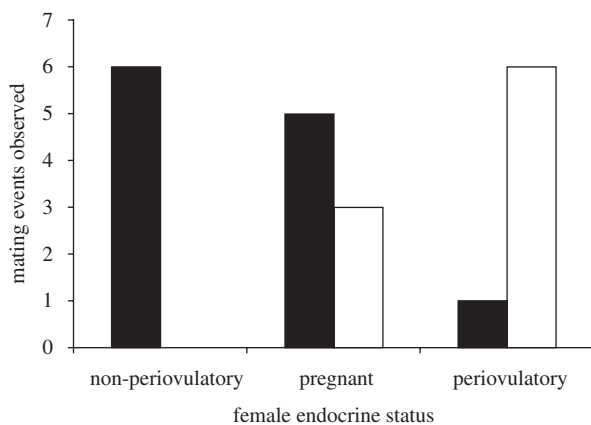 7
6
5
4
3
2
1
0
mating events observed
non-periovulatory pregnant periovulatory
female endocrine status